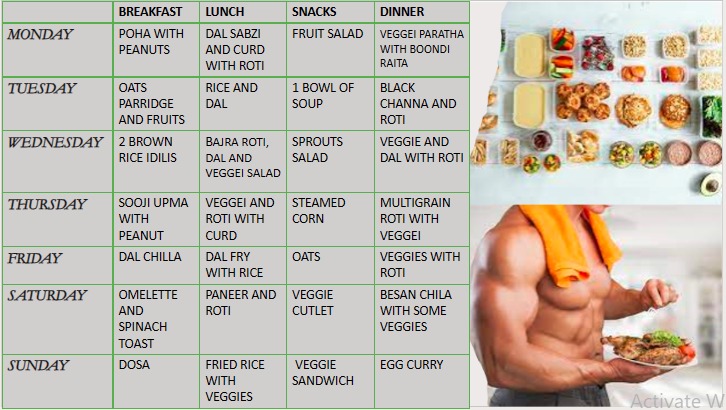 BREAKFAST LUNCH SNACKS DINNER
MONDAY POHA WITH DAL SABZI FRUIT SALAD VEGGEI PARATHA
PEANUTS AND CURD WITH BOONDI
WITH ROTI RAITA
TUESDAY OATS RICE AND 1 BOWL OF BLACK
PARRIDGE DAL SOUP CHANNA AND
AND FRUITS ROTI
WEDNESDAY 2 BROWN BAJRA ROTI, SPROUTS VEGGIE AND
RICE IDILIS DAL AND SALAD DAL WITH ROTI
VEGGEI SALAD
THURSDAY SOOJI UPMA VEGGEI AND STEAMED MULTIGRAIN
WITH ROTI WITH CORN ROTI WITH
PEANUT CURD VEGGEI
FRIDAY DAL CHILLA DAL FRY OATS VEGGIES WITH
WITH RICE ROTI
SATURDAY OMELETTE PANEER AND VEGGIE BESAN CHILA
AND ROTI CUTLET WITH SOME
SPINACH VEGGIES
TOAST
SUNDAY DOSA FRIED RICE VEGGIE EGG CURRY
WITH SANDWICH
VEGGIES
Activate W